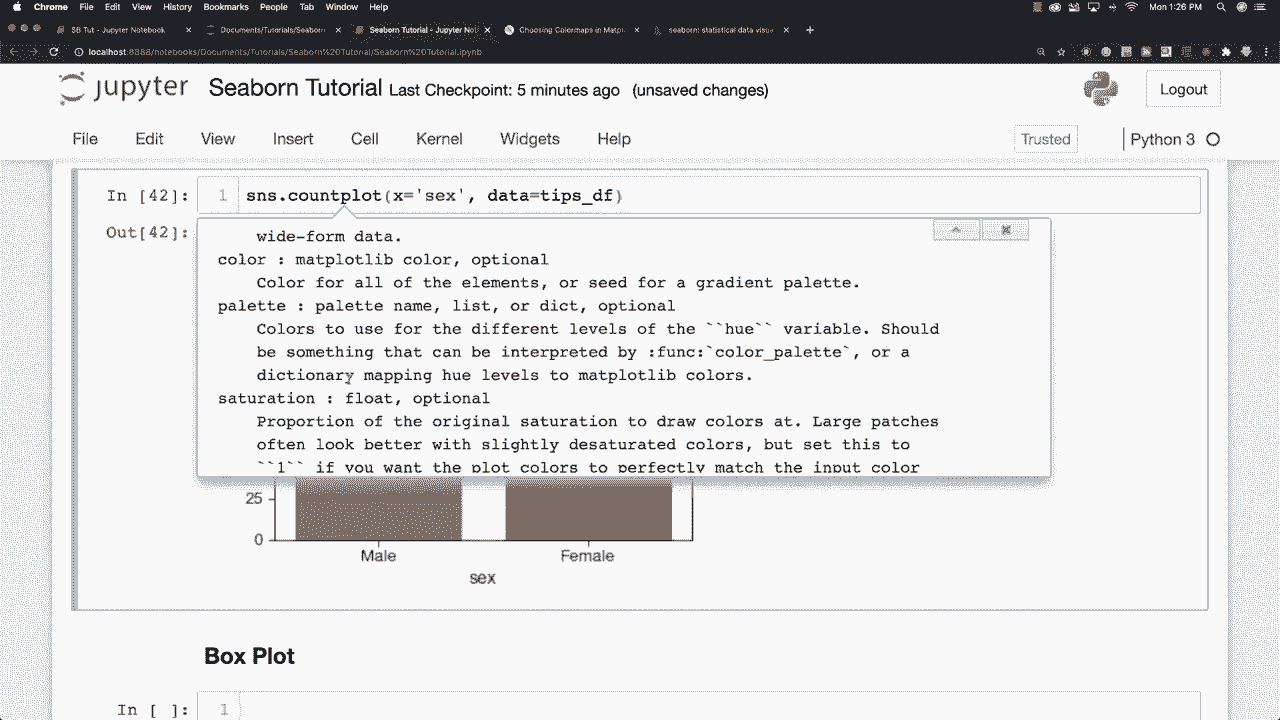 Chrome File Edit View History Bookmarks People Tab Window Help
Mon 1:26 PM
SB Tut - Jupyter Notebook
Documents/Tutorials/Seaborn
Seaborn Tutorial - Jupyter Not
Choosing Colormaps in Matpl
seaborn: statistical data visua
localhost:8888/notebooks/Documents/Tutorials/Seaborn%20Tutorial/Seaborn%20Tutorial.ipynb
jupyter Seaborn Tutorial Last Checkpoint: 5 minutes ago (unsaved changes)
Logout
File Edit View Insert Cell Kernel Widgets Help
Trusted
Python 3
In [42]: 1 sns.countplot(x='sex', data=tips_df)
Out[42]:
wide-form data.
color : matplotlib color, optional
Color for all of the elements, or seed for a gradient palette.
palette : palette name, list, or dict, optional
Colors to use for the different levels of the ``hue`` variable. Should
be something that can be interpreted by :func:`color_palette`, or a
dictionary mapping hue levels to matplotlib colors.
saturation : float, optional
Proportion of the original saturation to draw colors at. Large patches
often look better with slightly desaturated colors, but set this to
``1`` if you want the plot colors to perfectly match the input color
25
0
Male Female
sex
Box Plot
In [ ]: 1